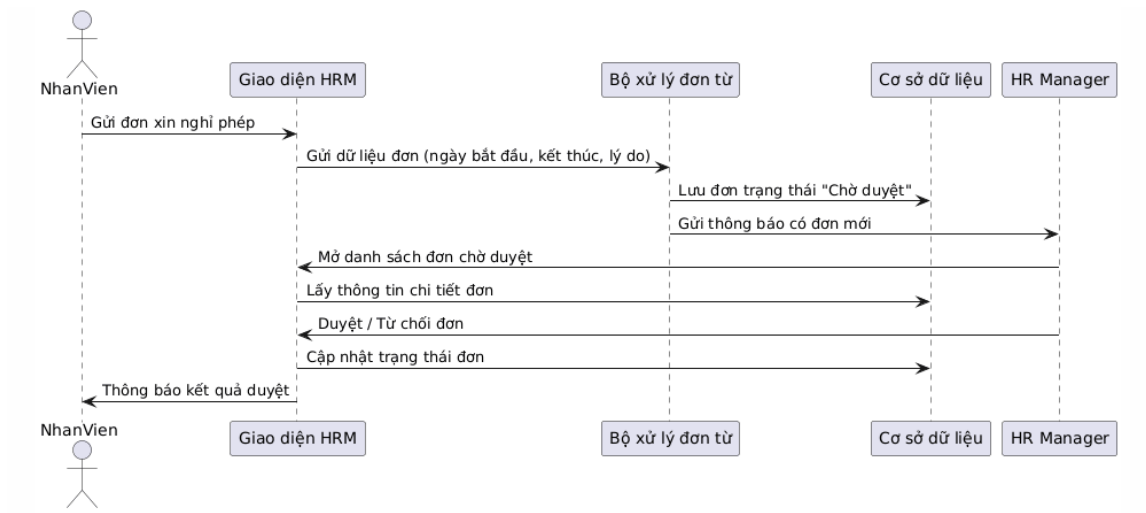 NhanVien
Giao diện HRM
Bộ xử lý đơn từ
Cơ sở dữ liệu
HR Manager
Gửi đơn xin nghỉ phép
Gửi dữ liệu đơn (ngày bắt đầu, kết thúc, lý do)
Lưu đơn trạng thái "Chờ duyệt"
Gửi thông báo có đơn mới
Mở danh sách đơn chờ duyệt
Lấy thông tin chi tiết đơn
Duyệt / Từ chối đơn
Cập nhật trạng thái đơn
Thông báo kết quả duyệt
NhanVien
Giao diện HRM
Bộ xử lý đơn từ
Cơ sở dữ liệu
HR Manager